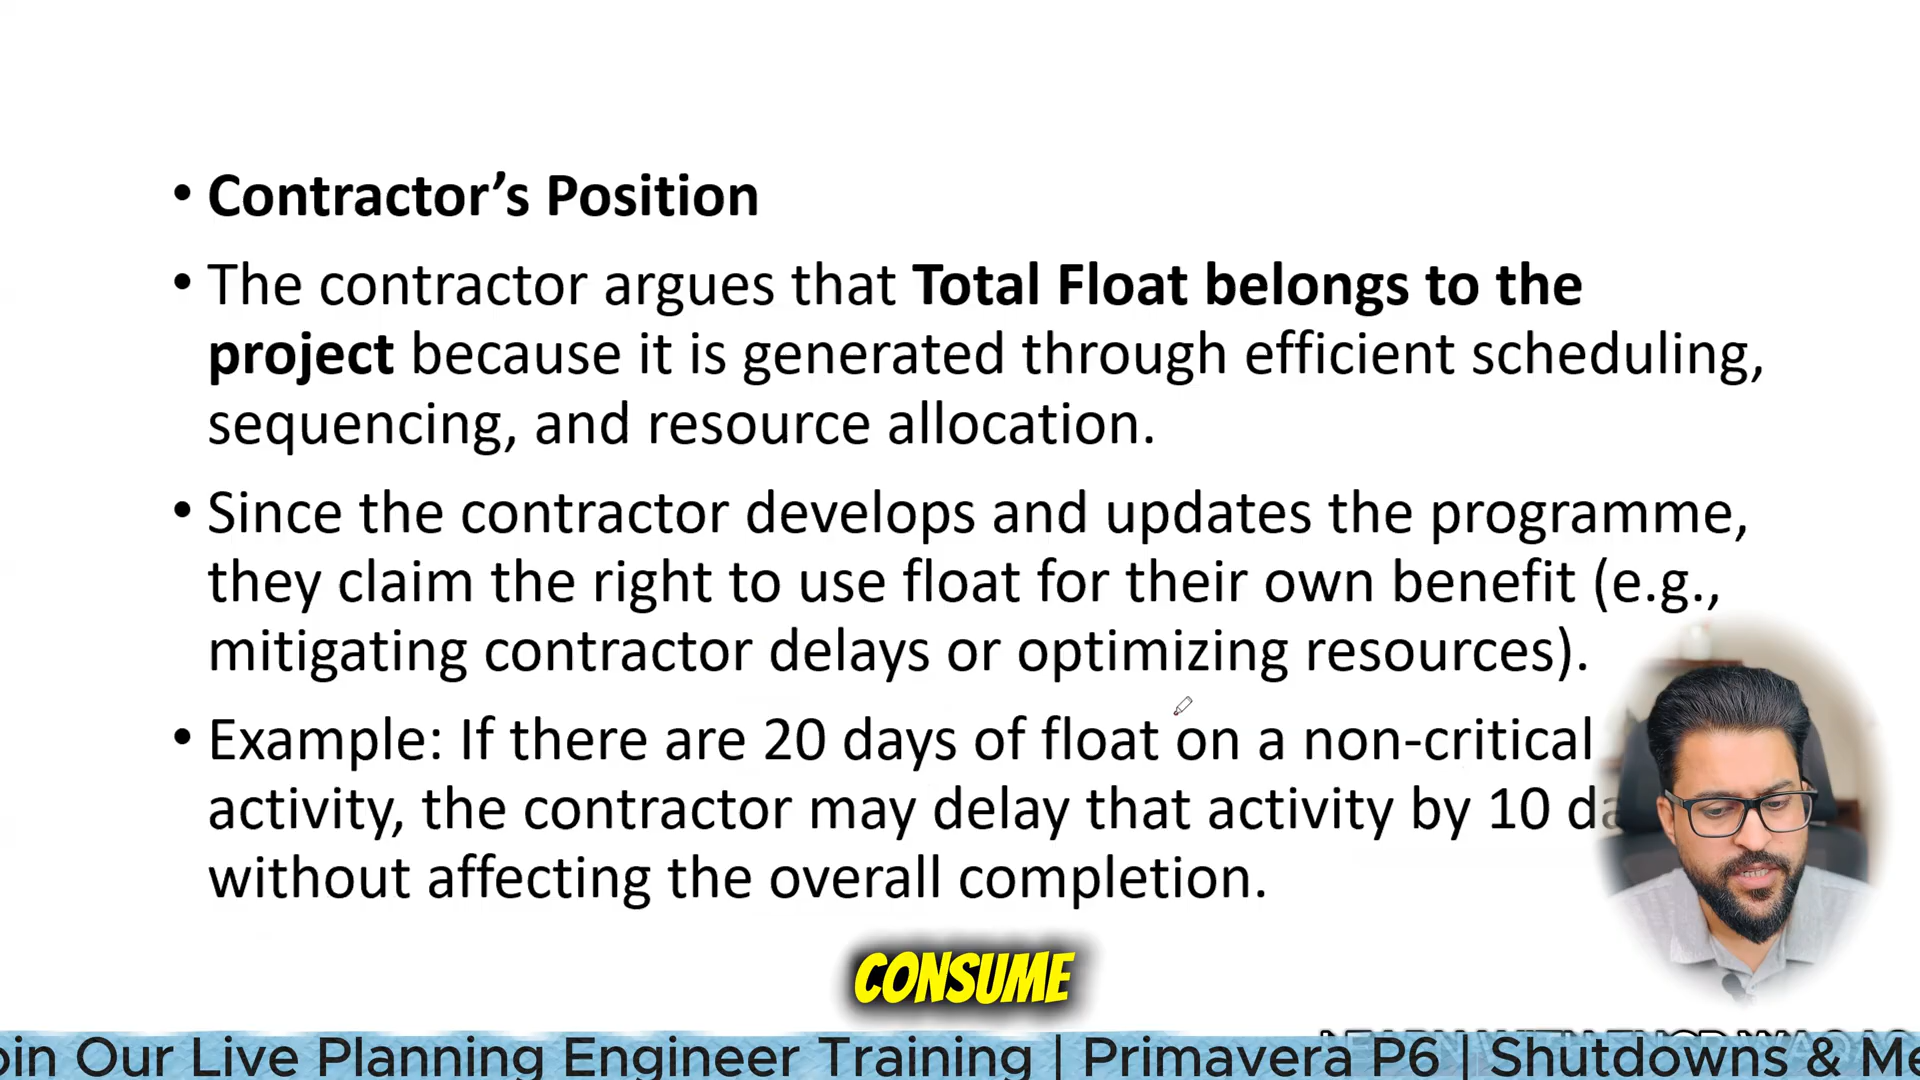 • Contractor’s Position
• The contractor argues that Total Float belongs to the
project because it is generated through efficient scheduling,
sequencing, and resource allocation.
• Since the contractor develops and updates the programme,
they claim the right to use float for their own benefit (e.g.,
mitigating contractor delays or optimizing resources).
• Example: If there are 20 days of float on a non-critical
activity, the contractor may delay that activity by 10
without affecting the overall completion.
CONSUME
Our Live Planning Engineer Training | Primavera P6 | Shutdowns &